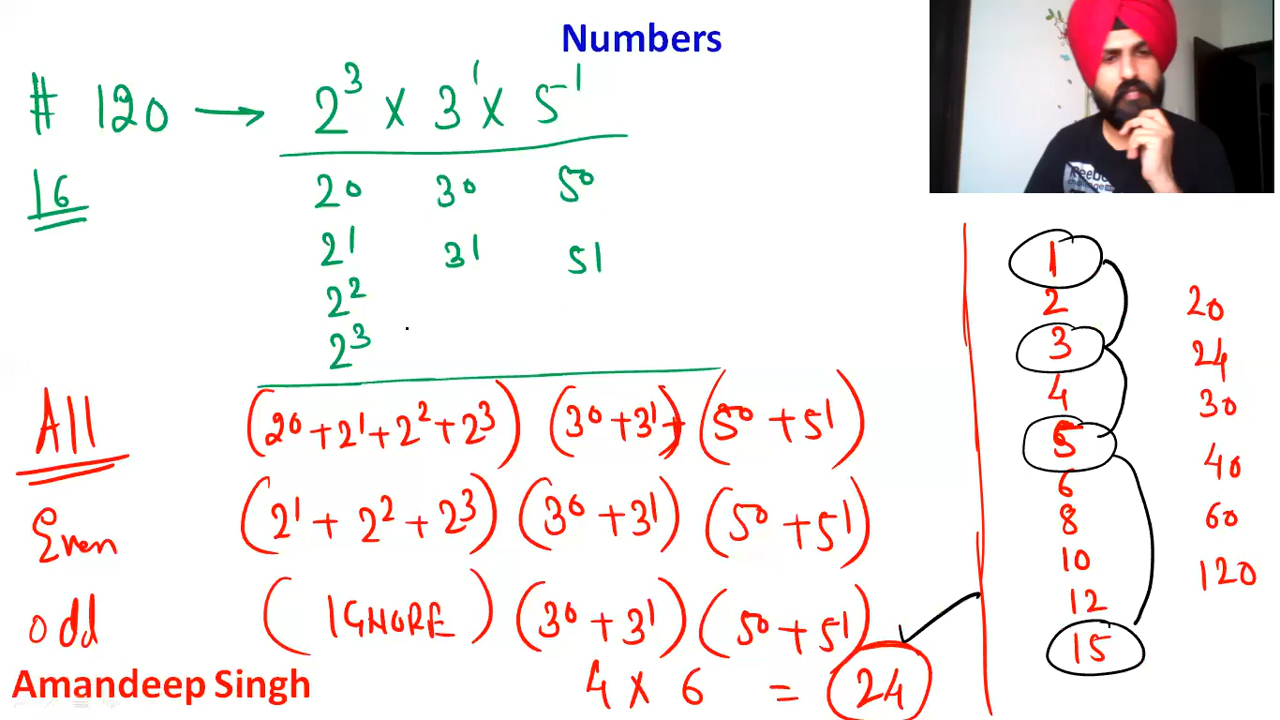 Numbers
# 120 → 2³ x 3¹ x 5¹
16
2⁰ 3⁰ 5⁰
2¹ 3¹ 5¹
2²
2³
All (2⁰ + 2¹ + 2² + 2³) (3⁰ + 3¹) (5⁰ + 5¹)
Even (2¹ + 2² + 2³) (3⁰ + 3¹) (5⁰ + 5¹)
odd (IGNORE) (3⁰ + 3¹) (5⁰ + 5¹)
4 x 6 = 24
Amandeep Singh
1
2
3
4
5
6
8
10
12
15
20
24
30
40
60
120
Reebok